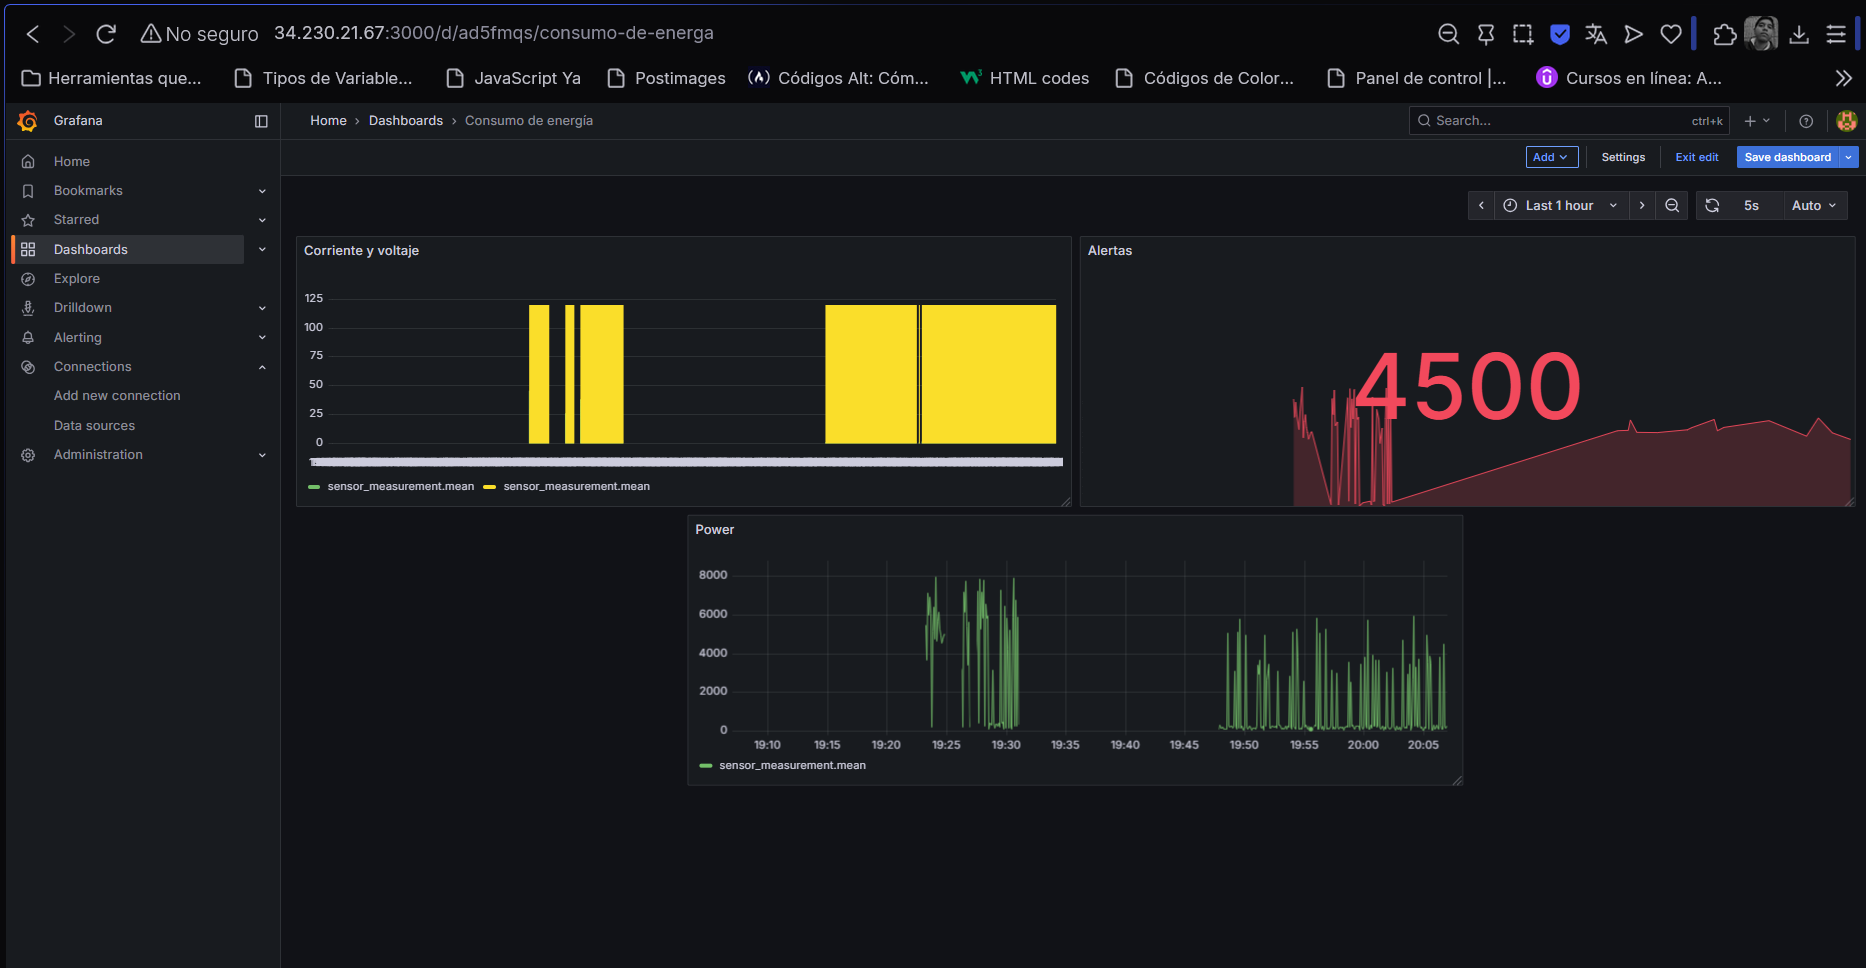 No seguro 34.230.21.67:3000/d/ad5fmqs/consumo-de-energa
Herramientas que... Tipos de Variable... JavaScript Ya Postimages Códigos Alt: Cóm... HTML codes Códigos de Color... Panel de control |... Cursos en línea: A...
Grafana
Home
Bookmarks
Starred
Dashboards
Explore
Drilldown
Alerting
Connections
Add new connection
Data sources
Administration
Home › Dashboards › Consumo de energía
Search... ctrl+k
Add Settings Exit edit Save dashboard
Last 1 hour 5s Auto
Corriente y voltaje
125
100
75
50
25
0
sensor_measurement.mean sensor_measurement.mean
Alertas
4500
Power
8000
6000
4000
2000
0
19:10 19:15 19:20 19:25 19:30 19:35 19:40 19:45 19:50 19:55 20:00 20:05
sensor_measurement.mean